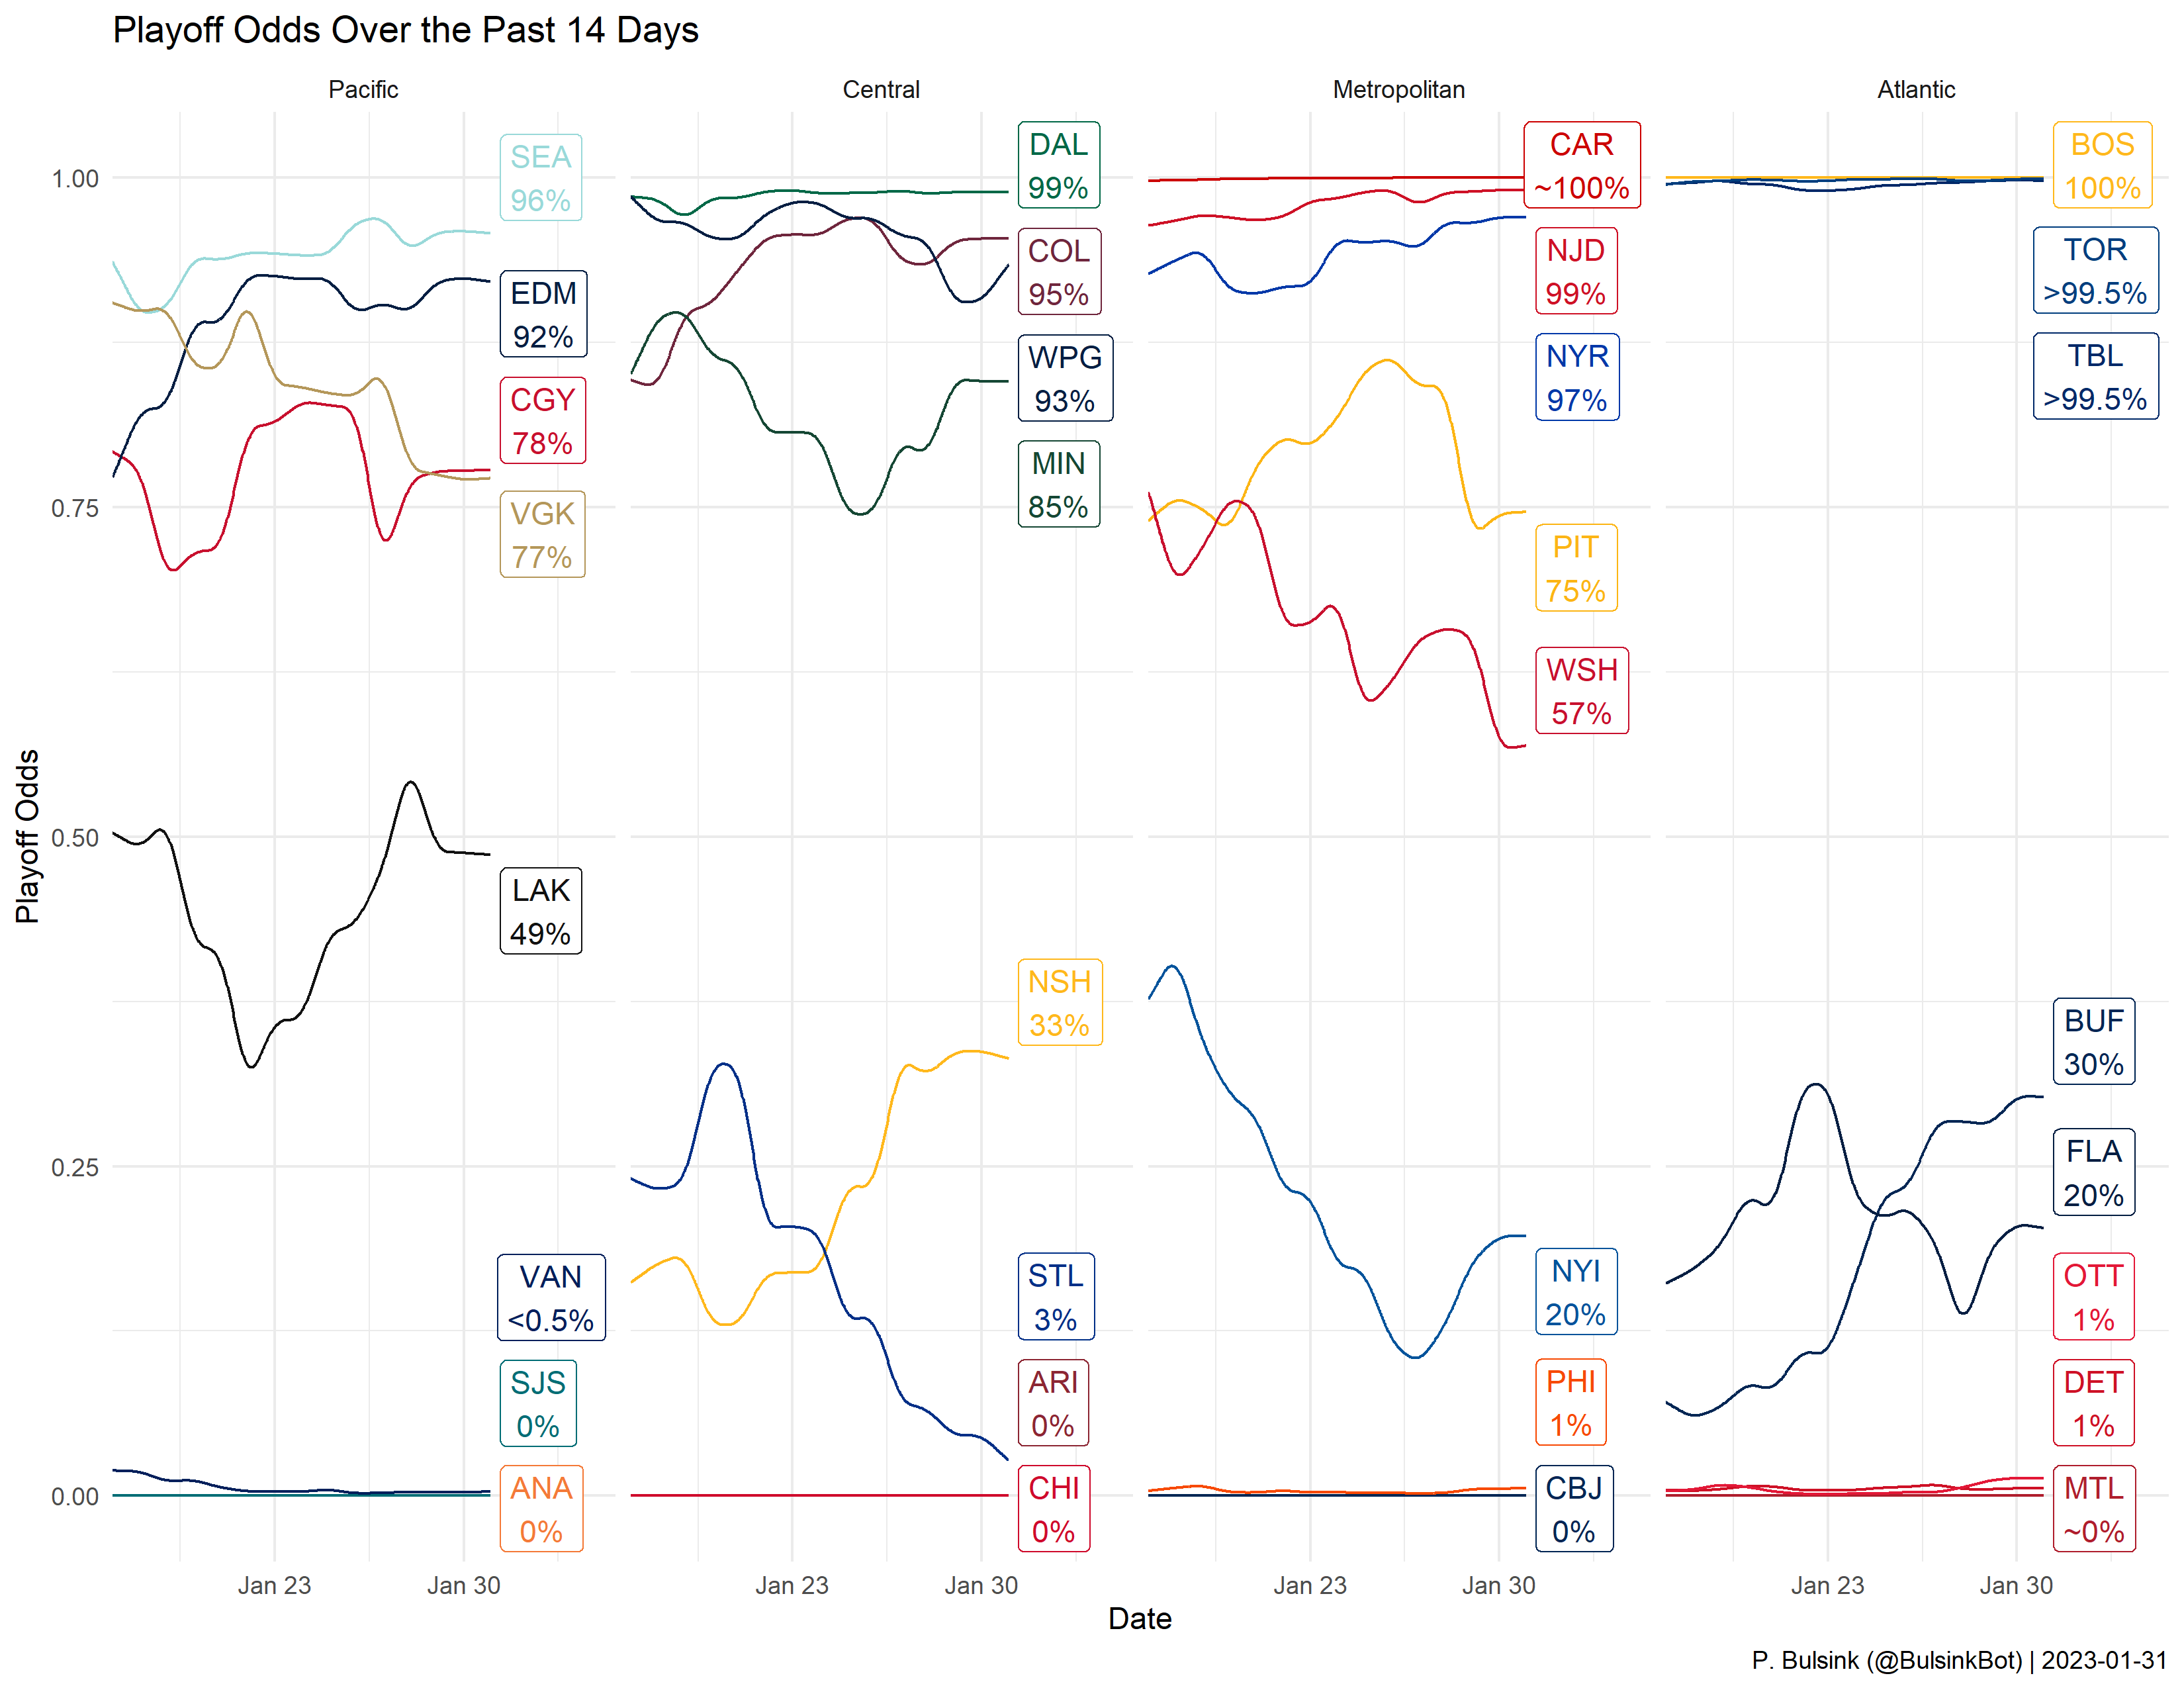 Playoff Odds Over the Past 14 Days
Pacific
Central
Metropolitan
Atlantic
Playoff Odds
1.00
0.75
0.50
0.25
0.00
SEA
96%
EDM
92%
CGY
78%
VGK
77%
LAK
49%
VAN
<0.5%
SJS
0%
ANA
0%
DAL
99%
COL
95%
WPG
93%
MIN
85%
NSH
33%
STL
3%
ARI
0%
CHI
0%
CAR
~100%
NJD
99%
NYR
97%
PIT
75%
WSH
57%
NYI
20%
PHI
1%
CBJ
0%
BOS
100%
TOR
>99.5%
TBL
>99.5%
BUF
30%
FLA
20%
OTT
1%
DET
1%
MTL
~0%
Jan 23
Jan 30
Jan 23
Jan 30
Jan 23
Jan 30
Jan 23
Jan 30
Date
P. Bulsink (@BulsinkBot) | 2023-01-31